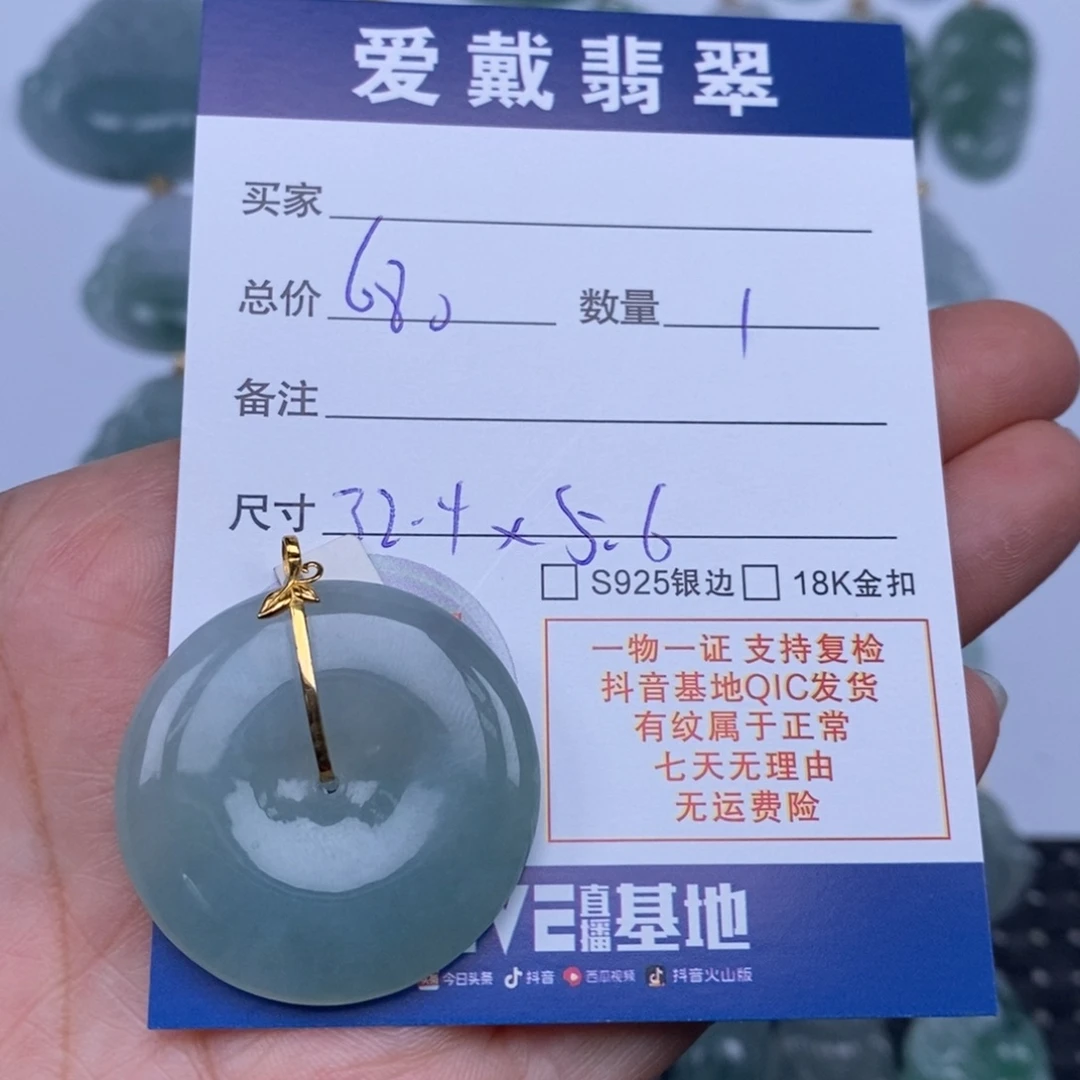 爱戴翡翠
买家
总价 680 数量 1
备注
尺寸 32.4 x 5.6
□ S925银边 □ 18K金扣
一物一证 支持复检
抖音基地QIC发货
有纹属于正常
七天无理由
无运费险
VE 直播 基地
今日头条 抖音 西瓜视频 抖音火山版